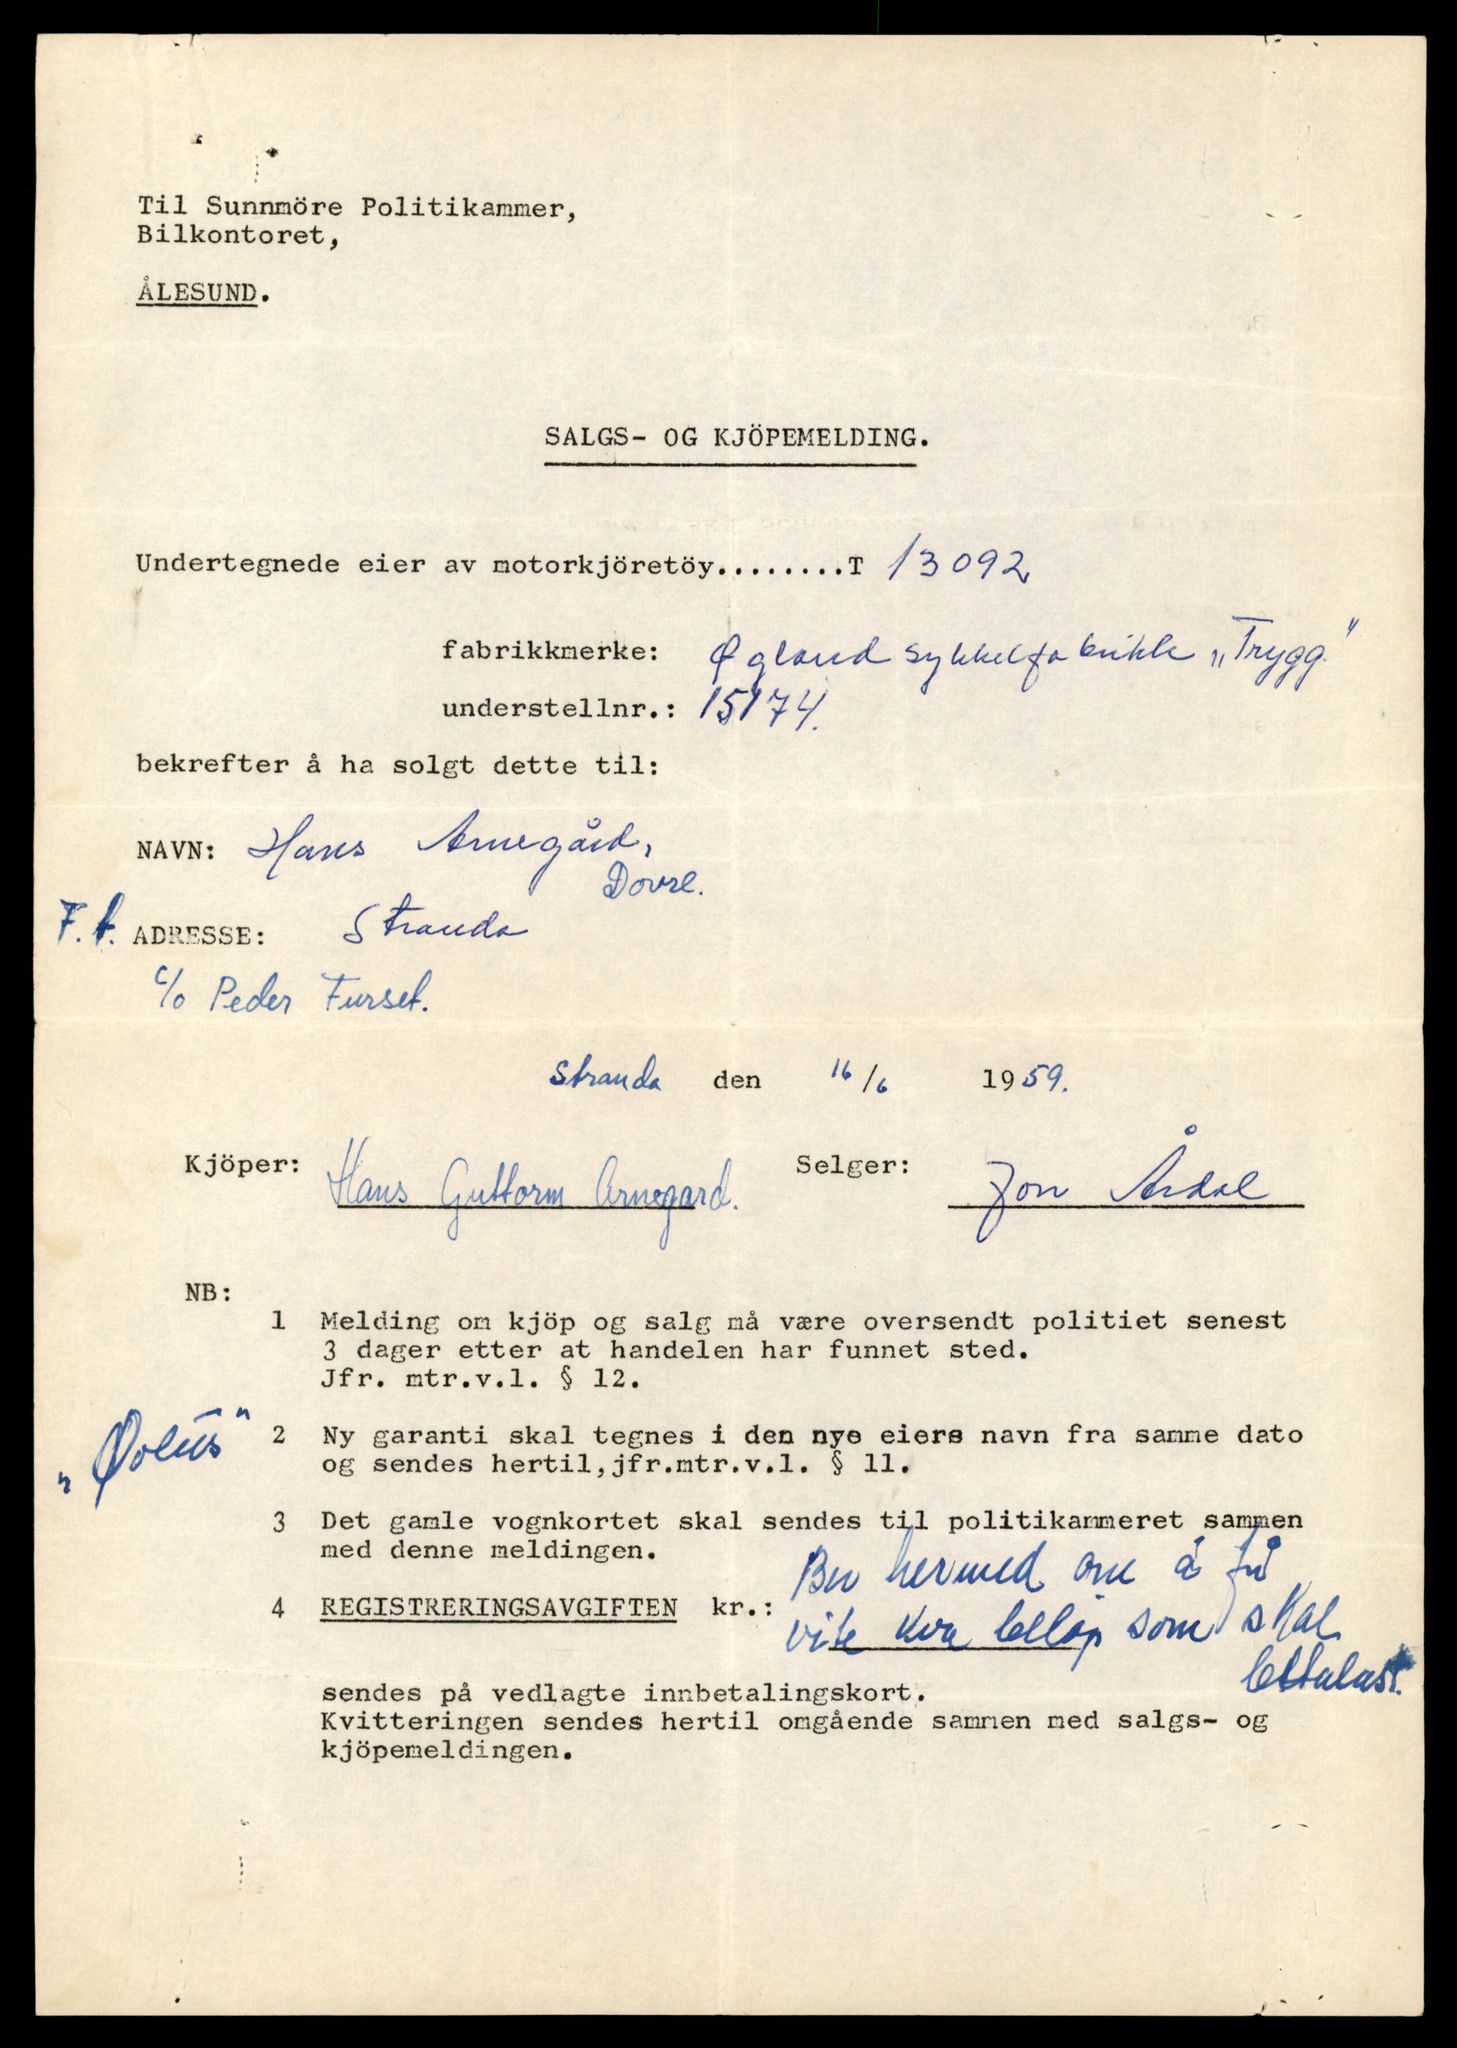 Til Sunnmöre Politikammer,
Bilkontoret,
ÅLESUND.
SALGS- OG KJÖPEMELDING.
Undertegnede eier av motorkjöretöy........T 13092
fabrikkmerke: Øgland sykkelfabrikk „Trygg"
understellnr.: 15174.
bekrefter å ha solgt dette til:
NAVN: Hans Arnegård,
Dovre.
F.t. ADRESSE: Stranda
c/o Peder Furset.
Stranda den 16/6 1959.
Kjöper: Hans Guttorm Arnegard. Selger: Jon Årdal
NB:
1 Melding om kjöp og salg må være oversendt politiet senest
3 dager etter at handelen har funnet sted.
Jfr. mtr.v.l. § 12.
2 Ny garanti skal tegnes i den nye eiers navn fra samme dato
og sendes hertil,jfr.mtr.v.l. § 11.
3 Det gamle vognkortet skal sendes til politikammeret sammen
med denne meldingen.
4 REGISTRERINGSAVGIFTEN kr.: Ber hermed om å få
vite kva beløp som skal
bettalast.
sendes på vedlagte innbetalingskort.
Kvitteringen sendes hertil omgående sammen med salgs- og
kjöpemeldingen.